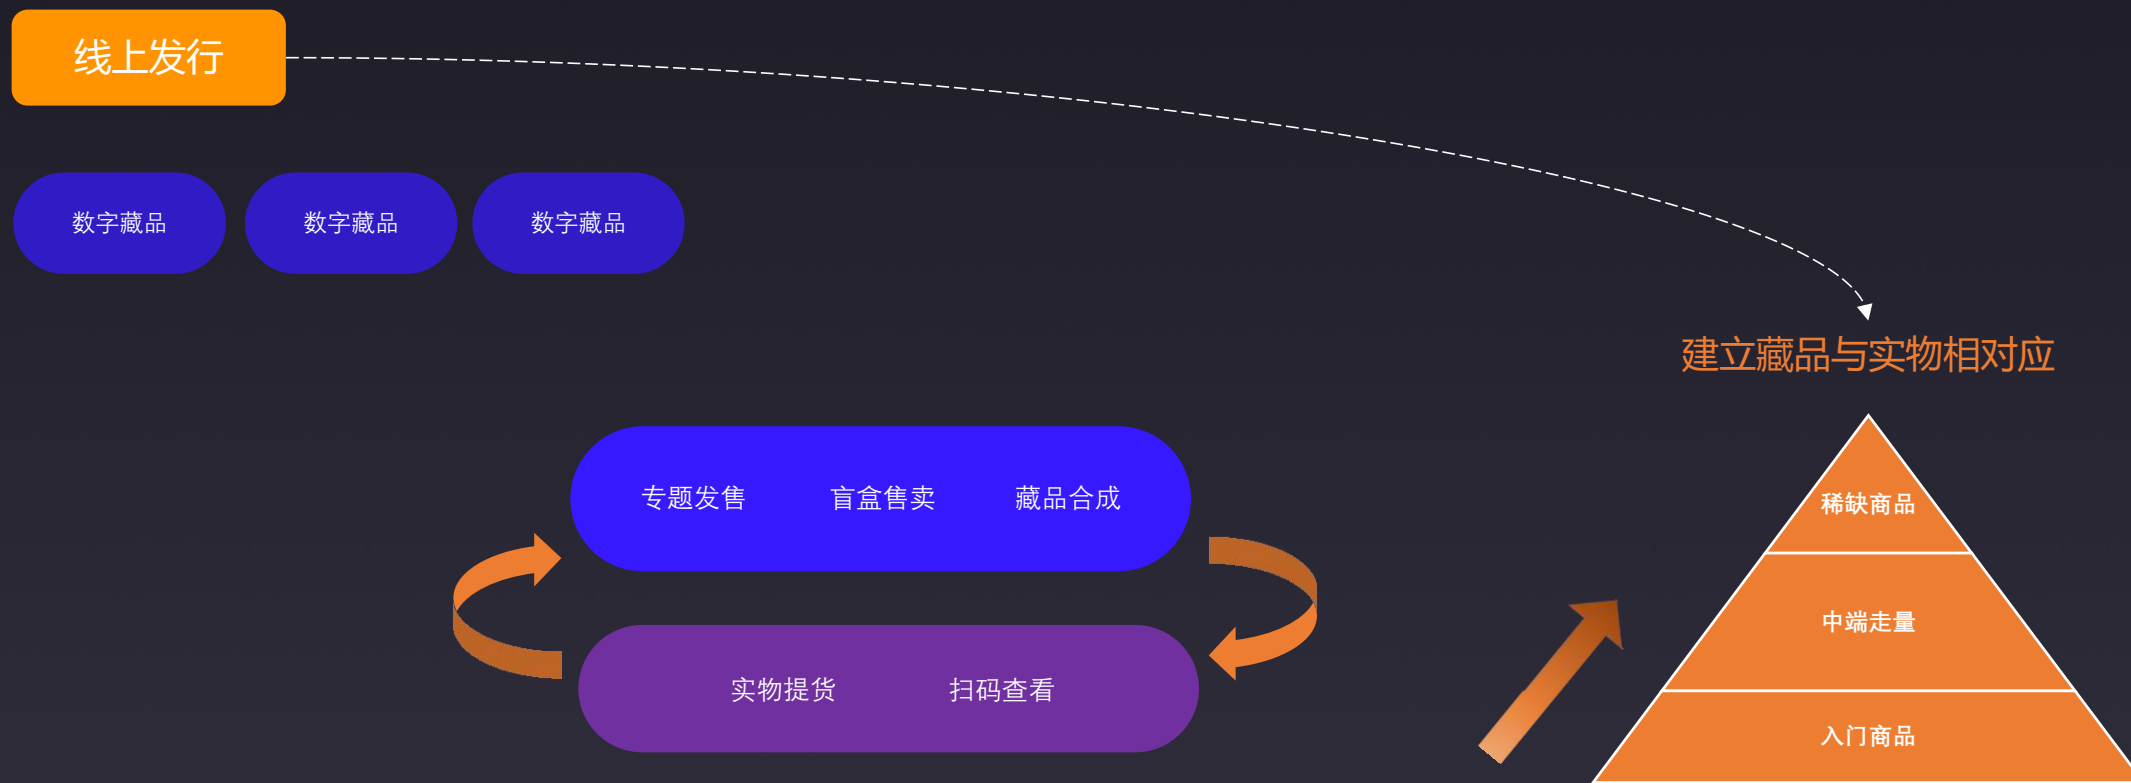 线上发行
数字藏品 数字藏品 数字藏品
建立藏品与实物相对应
专题发售 盲盒售卖 藏品合成
实物提货 扫码查看
稀缺商品
中端走量
入门商品